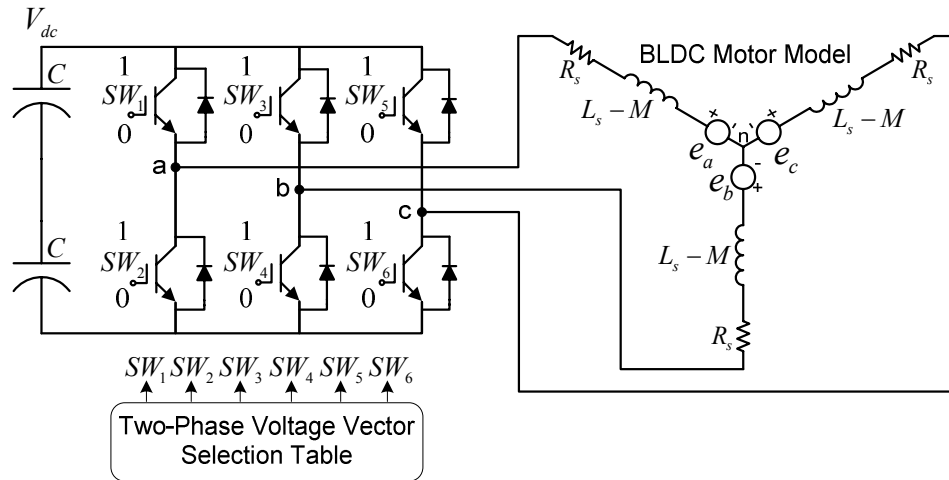 V_dc
C
C
1
SW_1
0
1
SW_3
0
1
SW_5
0
a
b
c
1
SW_2
0
1
SW_4
0
1
SW_6
0
SW_1 SW_2 SW_3 SW_4 SW_5 SW_6
Two-Phase Voltage Vector
Selection Table
BLDC Motor Model
R_s
R_s
L_s – M
L_s – M
+ - 'n' - +
e_a
e_c
e_b
-
+
L_s – M
R_s